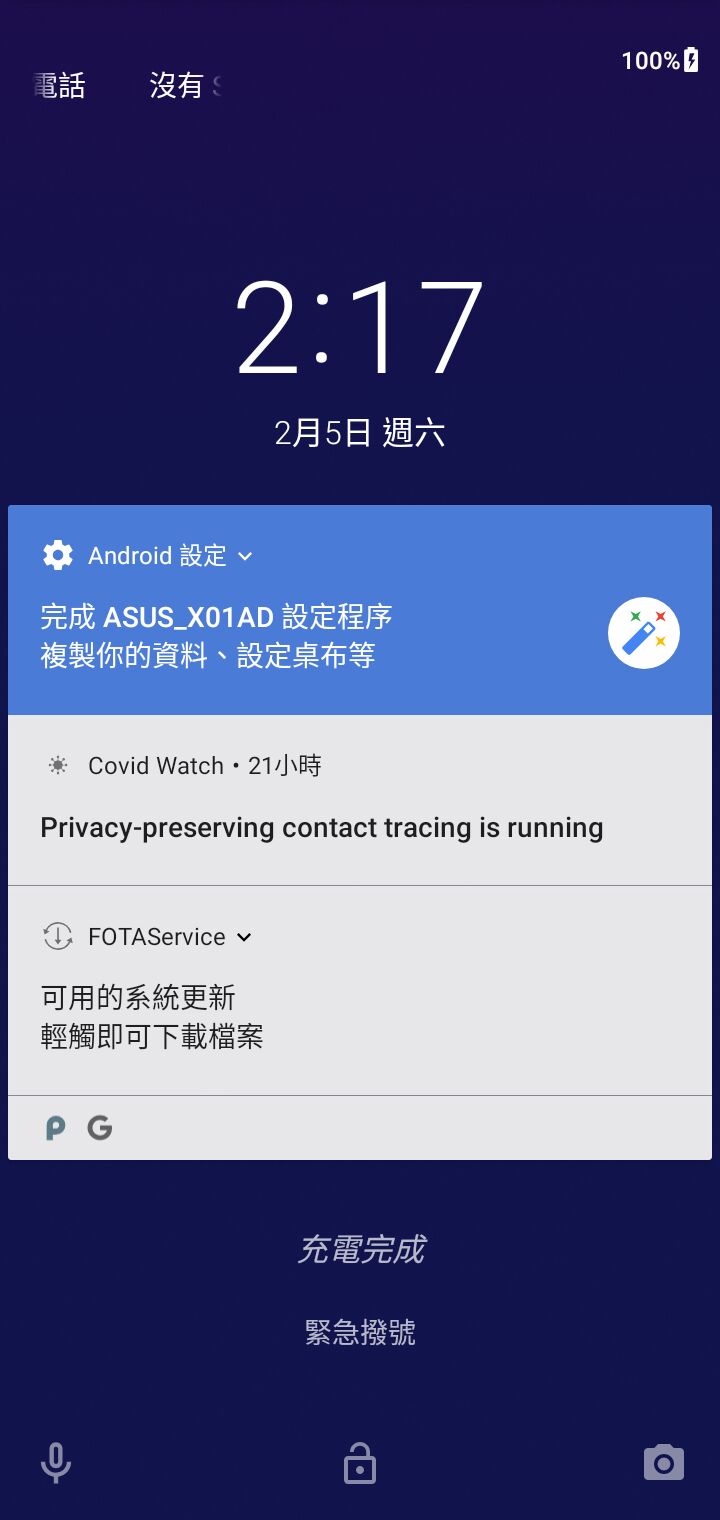 100%
電話 沒有
2:17
2月5日 週六
Android 設定
完成 ASUS_X01AD 設定程序
複製你的資料、設定桌布等
Covid Watch • 21小時
Privacy-preserving contact tracing is running
FOTAService
可用的系統更新
輕觸即可下載檔案
充電完成
緊急撥號